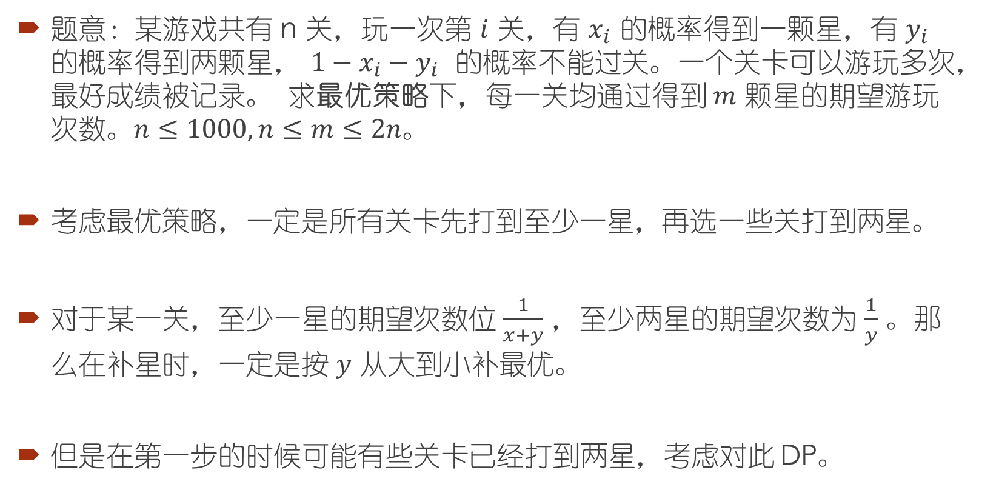 题意：某游戏共有 n 关，玩一次第 i 关，有 xᵢ 的概率得到一颗星，有 yᵢ
的概率得到两颗星， 1 − xᵢ − yᵢ 的概率不能过关。一个关卡可以游玩多次，
最好成绩被记录。 求最优策略下，每一关均通过得到 m 颗星的期望游玩
次数。n ≤ 1000, n ≤ m ≤ 2n。
考虑最优策略，一定是所有关卡先打到至少一星，再选一些关打到两星。
对于某一关，至少一星的期望次数位 1/(x+y) ，至少两星的期望次数为 1/y 。那
么在补星时，一定是按 y 从大到小补最优。
但是在第一步的时候可能有些关卡已经打到两星，考虑对此 DP。